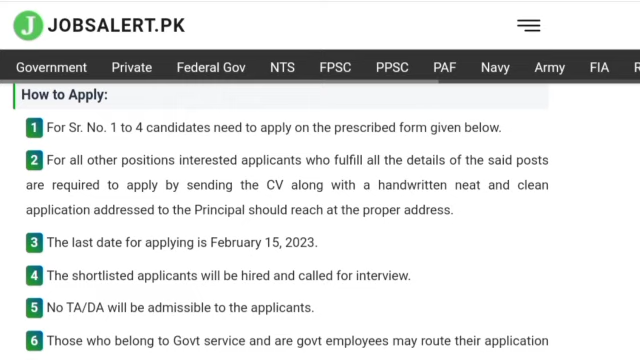 J JOBSALERT.PK
Government Private Federal Gov NTS FPSC PPSC PAF Navy Army FIA
How to Apply:
1 For Sr. No. 1 to 4 candidates need to apply on the prescribed form given below.
2 For all other positions interested applicants who fulfill all the details of the said posts
are required to apply by sending the CV along with a handwritten neat and clean
application addressed to the Principal should reach at the proper address.
3 The last date for applying is February 15, 2023.
4 The shortlisted applicants will be hired and called for interview.
5 No TA/DA will be admissible to the applicants.
6 Those who belong to Govt service and are govt employees may route their application